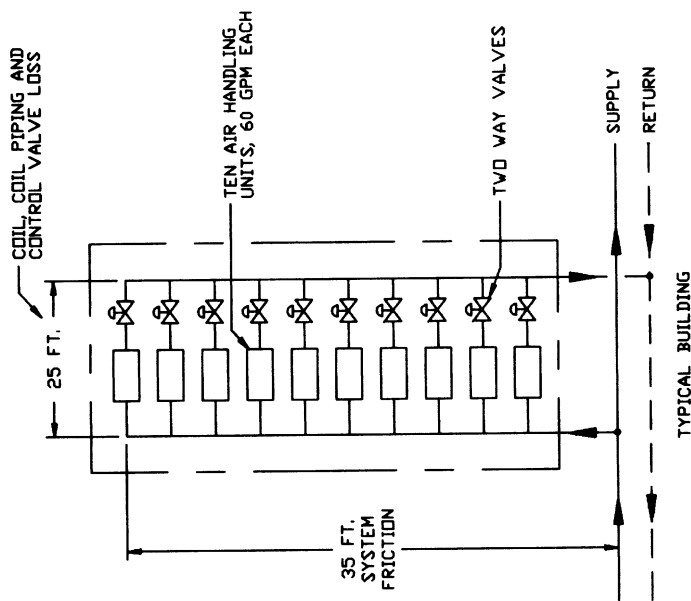 COIL, COIL PIPING AND
CONTROL VALVE LOSS
25 FT.
TEN AIR HANDLING
UNITS, 60 GPM EACH
TWO WAY VALVES
35 FT.
SYSTEM
FRICTION
SUPPLY
RETURN
TYPICAL BUILDING